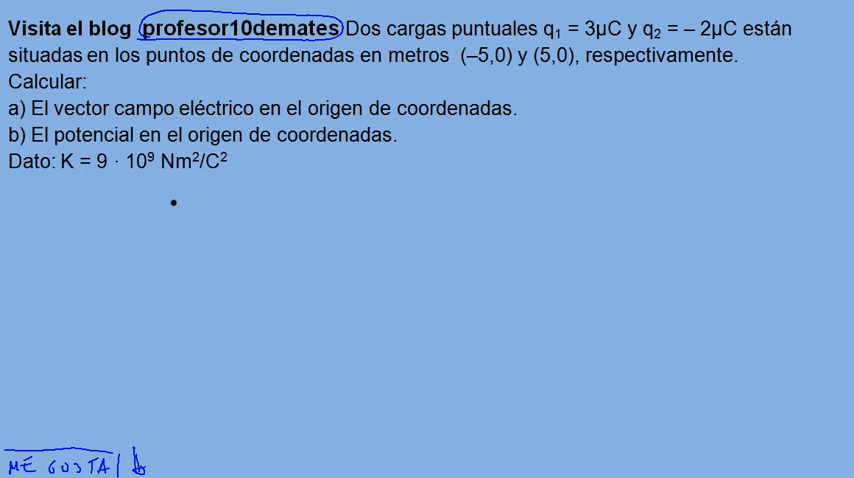 Visita el blog profesor10demates Dos cargas puntuales q₁ = 3μC y q₂ = – 2μC están
situadas en los puntos de coordenadas en metros (–5,0) y (5,0), respectivamente.
Calcular:
a) El vector campo eléctrico en el origen de coordenadas.
b) El potencial en el origen de coordenadas.
Dato: K = 9 · 10⁹ Nm²/C²
ME GUSTA